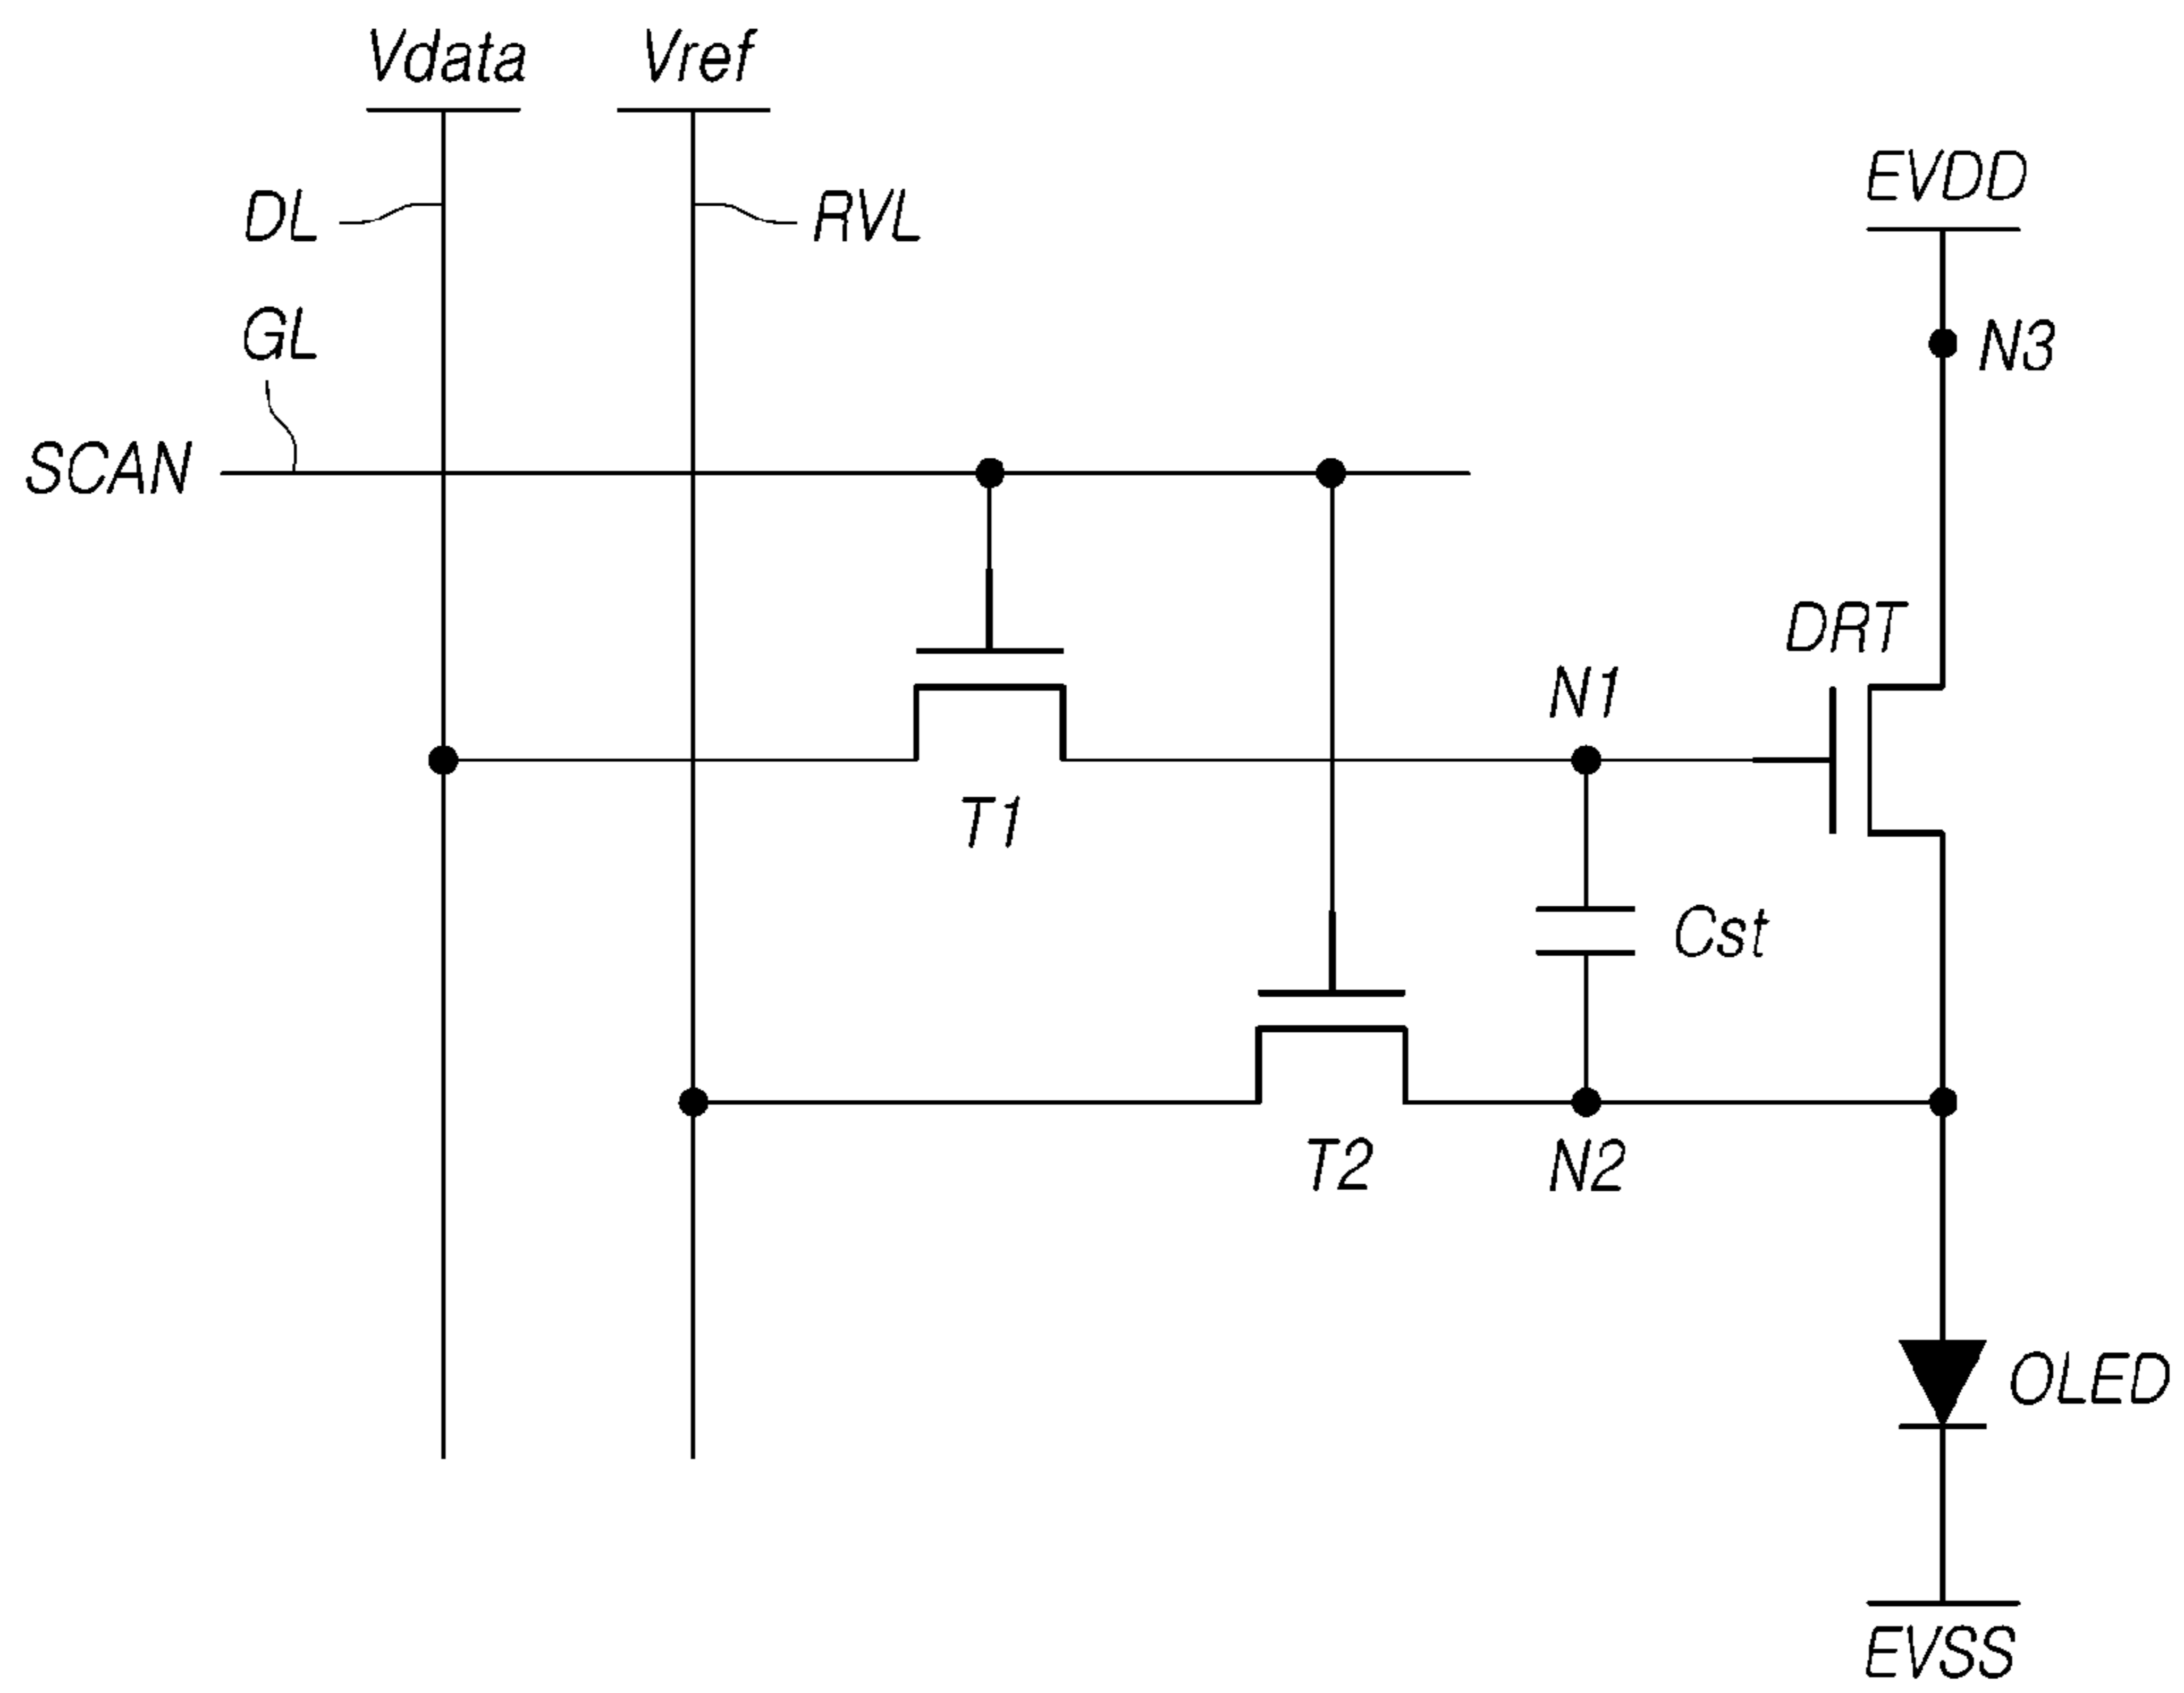 Vdata
Vref
EVDD
DL
RVL
GL
N3
SCAN
DRT
N1
T1
Cst
T2
N2
OLED
EVSS